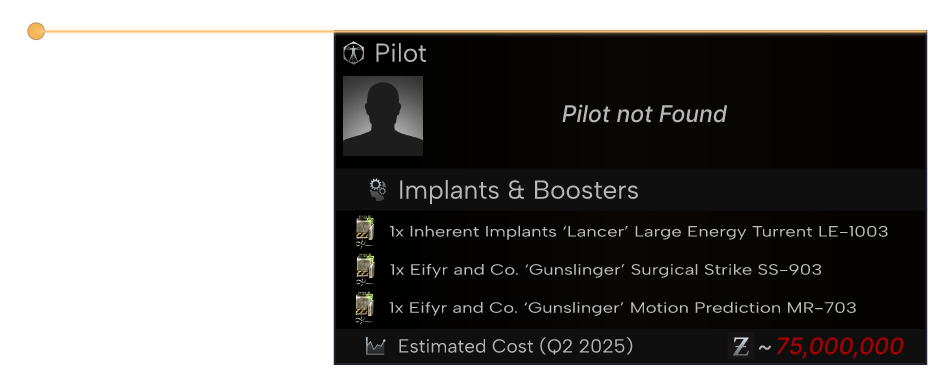 Pilot
Pilot not Found
Implants & Boosters
1x Inherent Implants ‘Lancer’ Large Energy Turrent LE-1003
1x Eifyr and Co. ‘Gunslinger’ Surgical Strike SS-903
1x Eifyr and Co. ‘Gunslinger’ Motion Prediction MR-703
Estimated Cost (Q2 2025) Ƶ ~ 75,000,000